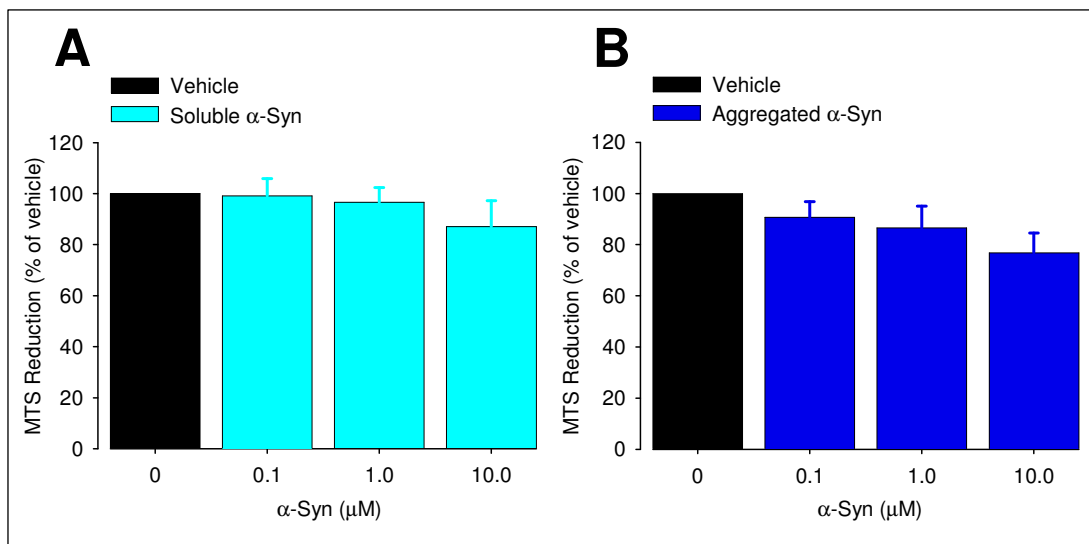 A
Vehicle
Soluble α-Syn
MTS Reduction (% of vehicle)
120
100
80
60
40
20
0
0 0.1 1.0 10.0
α-Syn (μM)
B
Vehicle
Aggregated α-Syn
MTS Reduction (% of vehicle)
120
100
80
60
40
20
0
0 0.1 1.0 10.0
α-Syn (μM)